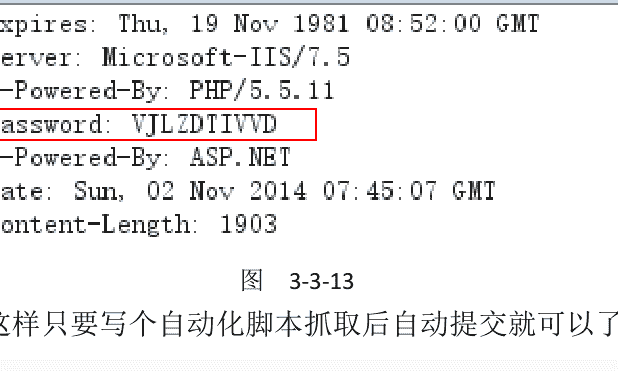 xpires: Thu, 19 Nov 1981 08:52:00 GMT
erver: Microsoft-IIS/7.5
-Powered-By: PHP/5.5.11
assword: VJLZDTIVVD
-Powered-By: ASP.NET
ate: Sun, 02 Nov 2014 07:45:07 GMT
ontent-Length: 1903
图 3-3-13
这样只要写个自动化脚本抓取后自动提交就可以了